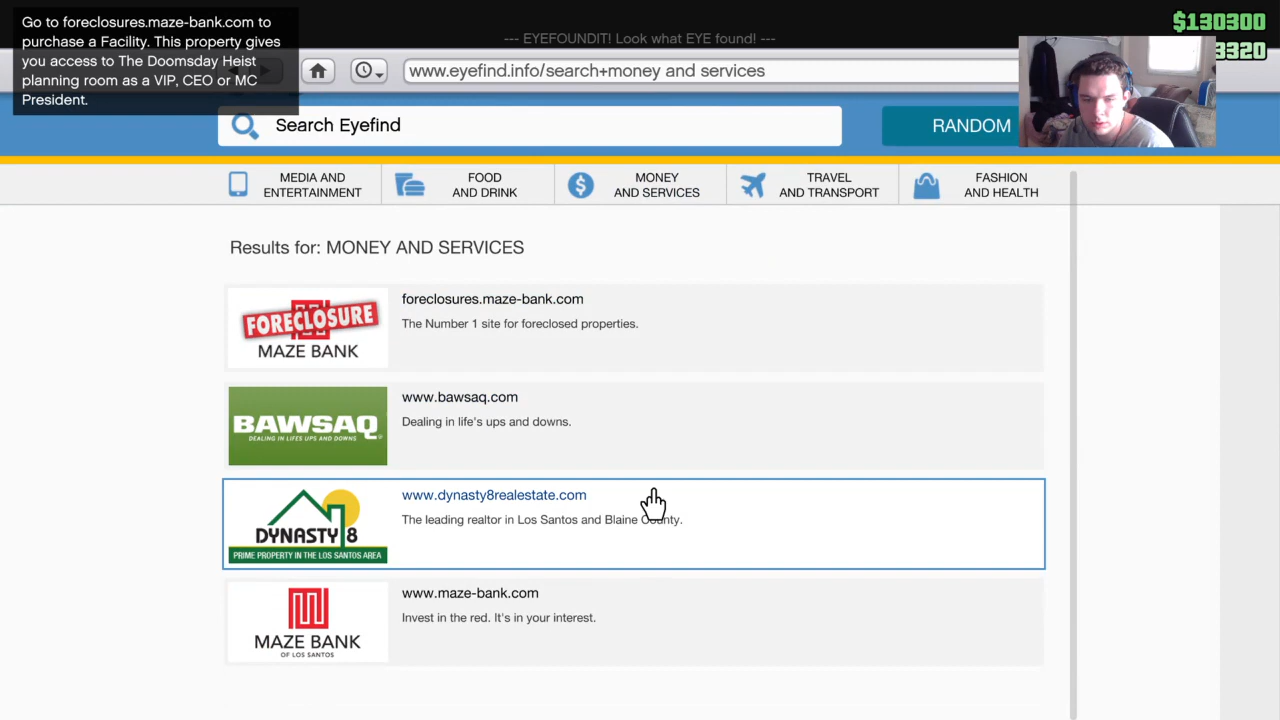 Go to foreclosures.maze-bank.com to
purchase a Facility. This property gives
you access to The Doomsday Heist
planning room as a VIP, CEO or MC
President.
--- EYEFOUNDIT! Look what EYE found! ---
$130300
3320
www.eyefind.info/search+money and services
Search Eyefind
RANDOM
MEDIA AND
ENTERTAINMENT
FOOD
AND DRINK
MONEY
AND SERVICES
TRAVEL
AND TRANSPORT
FASHION
AND HEALTH
Results for: MONEY AND SERVICES
FORECLOSURE
MAZE BANK
foreclosures.maze-bank.com
The Number 1 site for foreclosed properties.
BAWSAQ
DEALING IN LIFES UPS AND DOWNS
www.bawsaq.com
Dealing in life's ups and downs.
DYNASTY 8
PRIME PROPERTY IN THE LOS SANTOS AREA
www.dynasty8realestate.com
The leading realtor in Los Santos and Blaine County.
MAZE BANK
OF LOS SANTOS
www.maze-bank.com
Invest in the red. It's in your interest.